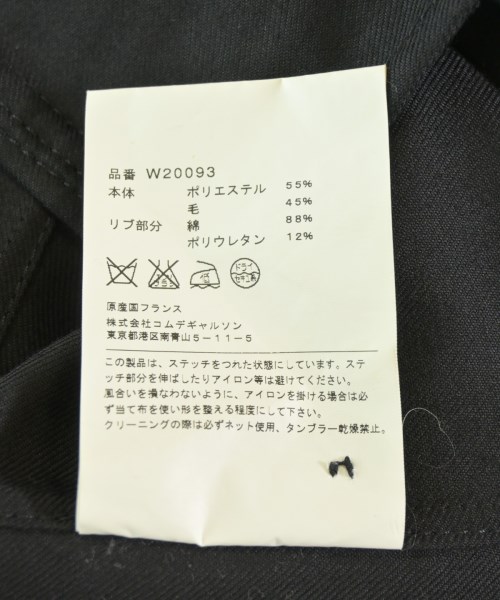 品番 W20093
本体 ポリエステル 55%
毛 45%
リブ部分 綿 88%
ポリウレタン 12%
ドライ
セキユ系
原産国フランス
株式会社コムデギャルソン
東京都港区南青山5-11-5
この製品は、ステッチをつれた状態にしています。ステ
ッチ部分を伸ばしたりアイロン等は避けてください。
風合いを損なわないように、アイロンを掛ける場合は必
ず当て布を使い形を整える程度にして下さい。
クリーニングの際は必ずネット使用、タンブラー乾燥禁止。